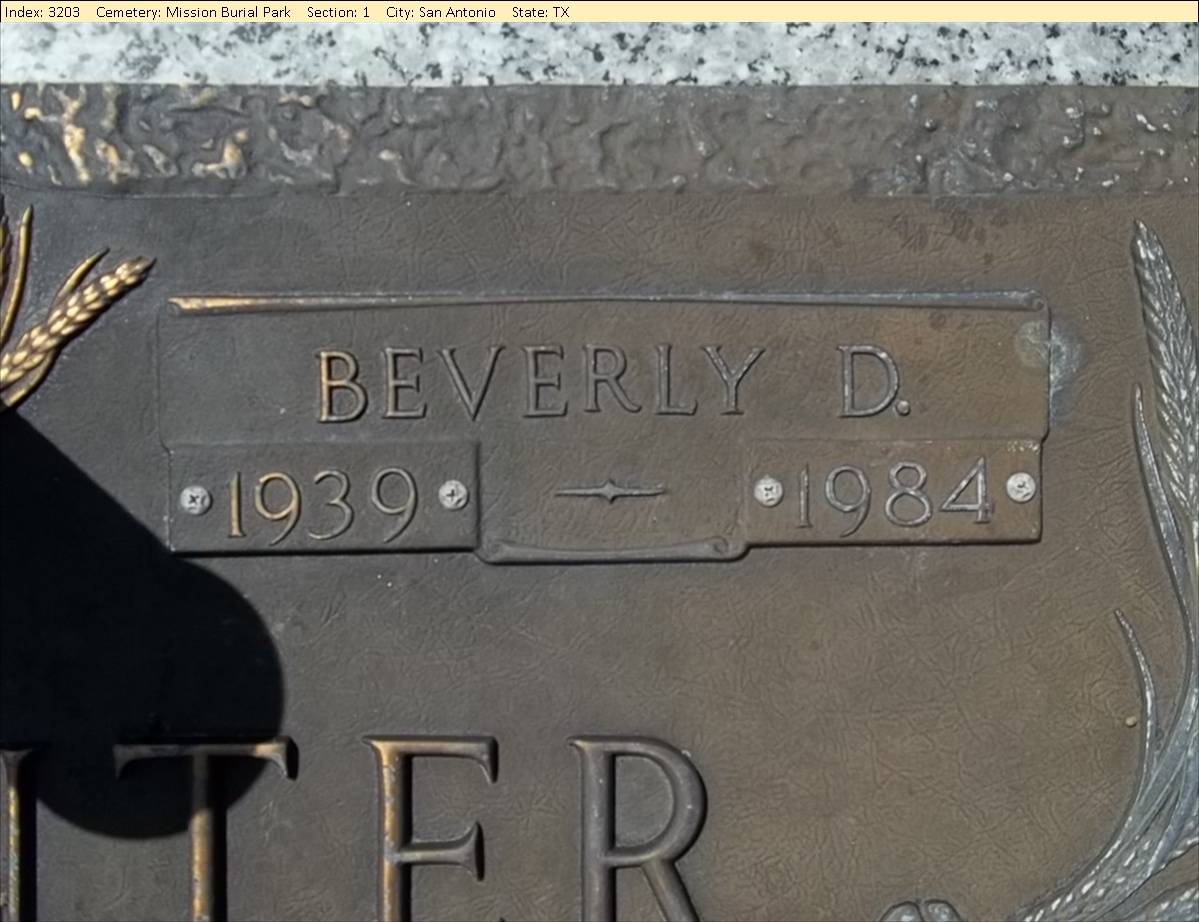 Index: 3203 Cemetery: Mission Burial Park Section: 1 City: San Antonio State: TX
BEVERLY D.
1939 1984